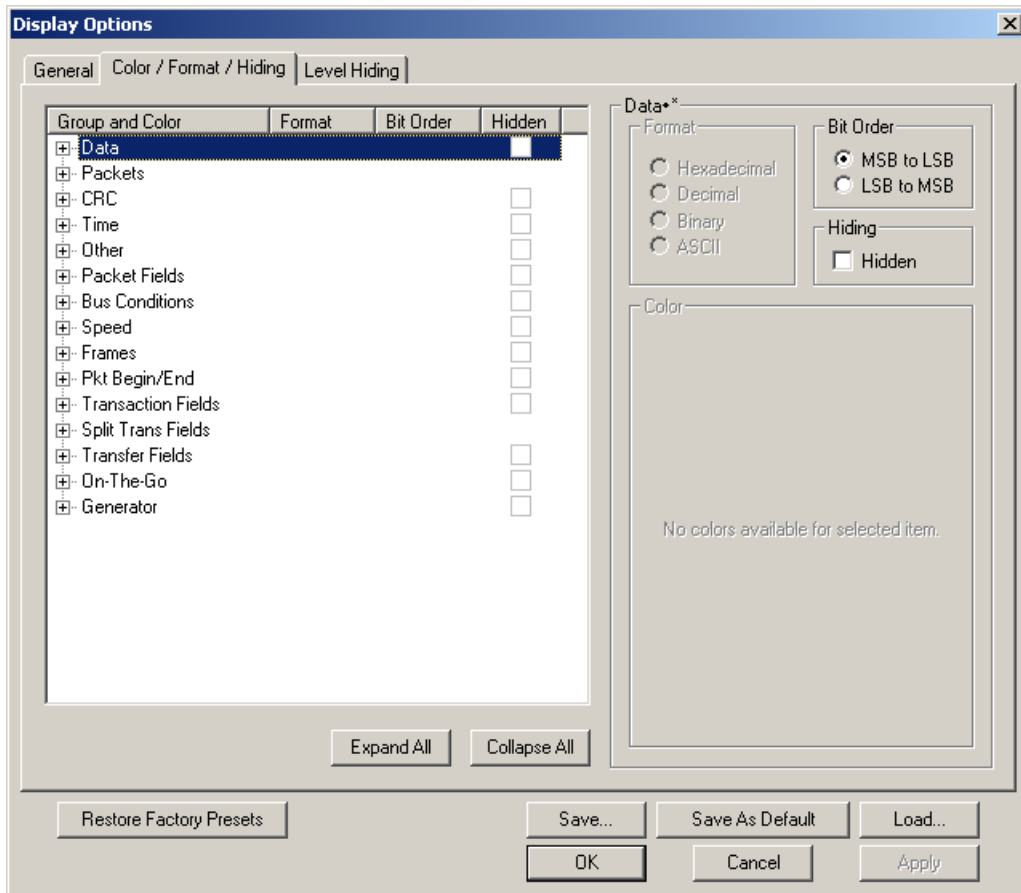 Display Options
General
Color / Format / Hiding
Level Hiding
Group and Color
Format
Bit Order
Hidden
Data
Packets
CRC
Time
Other
Packet Fields
Bus Conditions
Speed
Frames
Pkt Begin/End
Transaction Fields
Split Trans Fields
Transfer Fields
On-The-Go
Generator
Expand All
Collapse All
Data•*
Format
Hexadecimal
Decimal
Binary
ASCII
Bit Order
MSB to LSB
LSB to MSB
Hiding
Hidden
Color
No colors available for selected item.
Restore Factory Presets
Save...
Save As Default
Load...
OK
Cancel
Apply